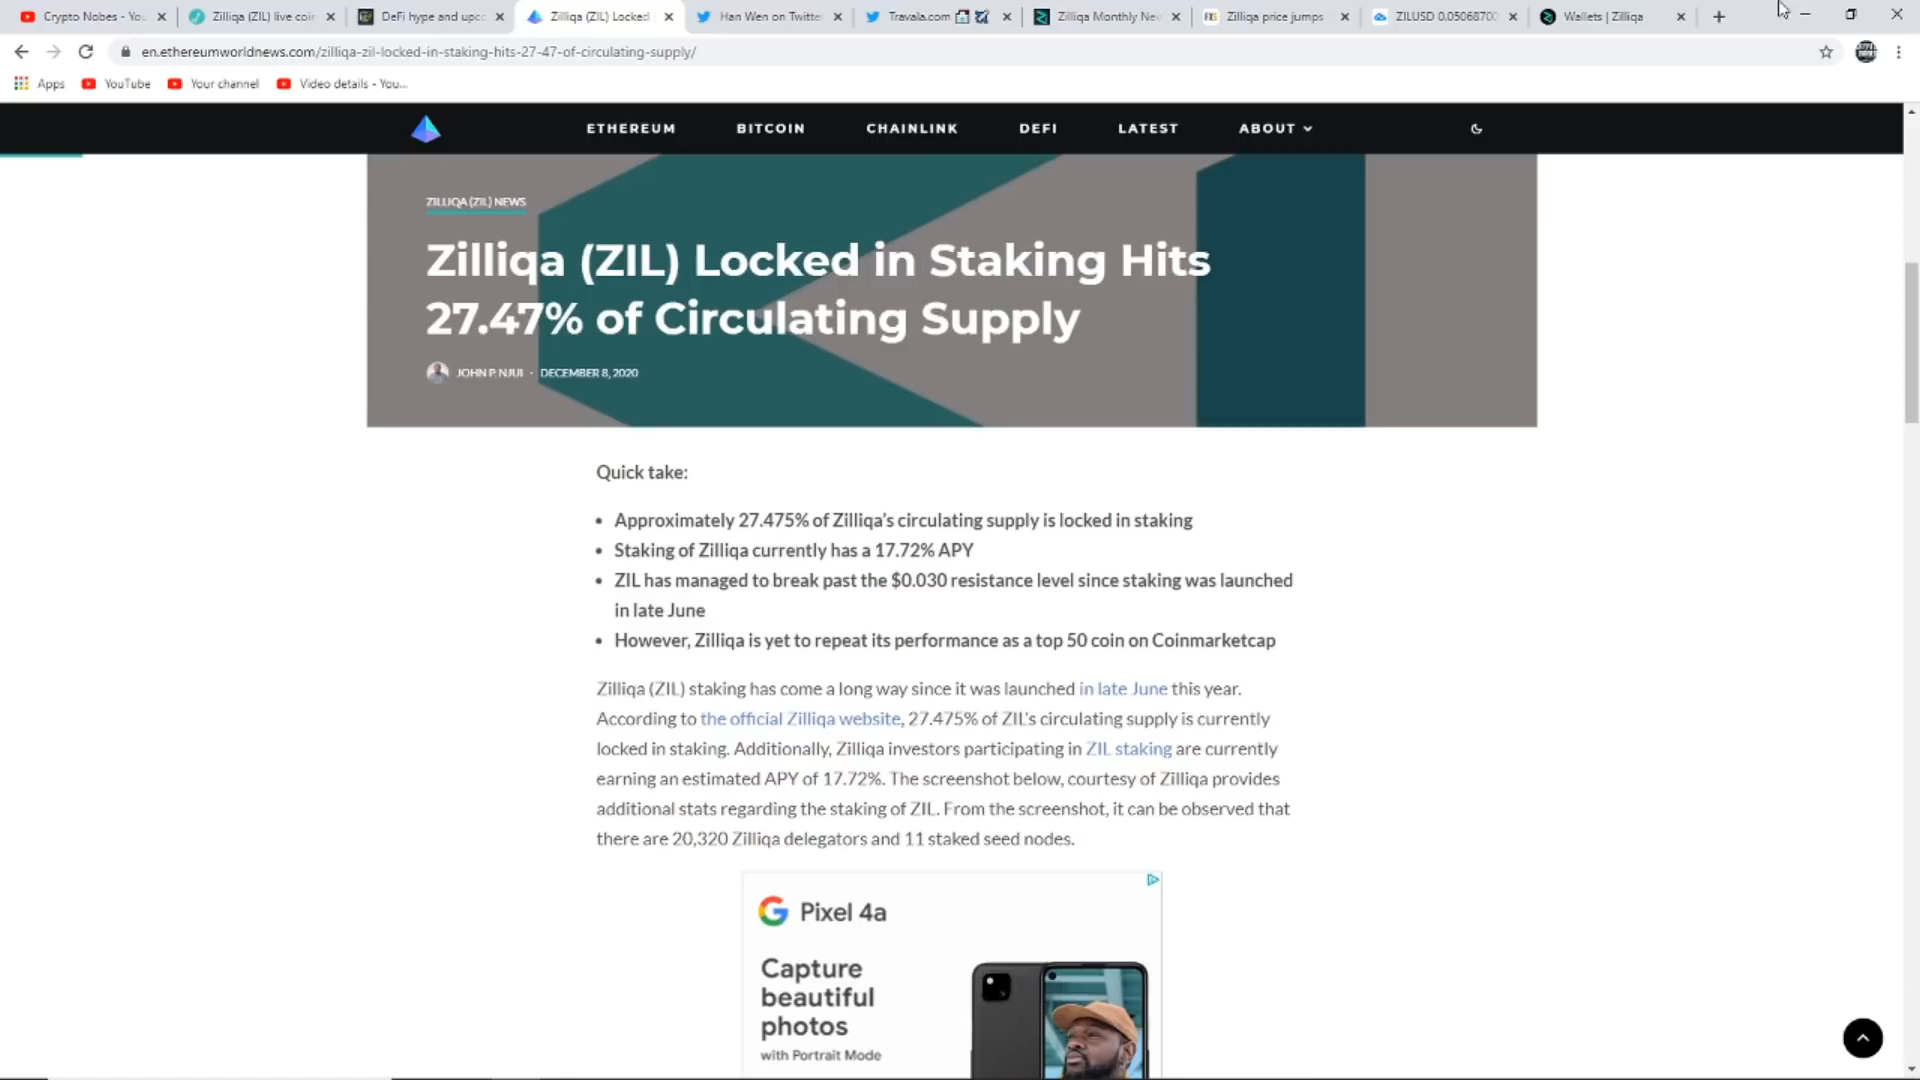 Crypto Nobes - You
Zilliqa (ZIL) live coin
DeFi hype and upco
Zilliqa (ZIL) Locked
Han Wen on Twitte
Travala.com
Zilliqa Monthly New
Zilliqa price jumps
ZILUSD 0.05068700
Wallets | Zilliqa
en.ethereumworldnews.com/zilliqa-zil-locked-in-staking-hits-27-47-of-circulating-supply/
Apps YouTube Your channel Video details - You...
ETHEREUM BITCOIN CHAINLINK DEFI LATEST ABOUT
ZILLIQA (ZIL) NEWS
Zilliqa (ZIL) Locked in Staking Hits
27.47% of Circulating Supply
JOHN P. NJUI - DECEMBER 8, 2020
Quick take:
• Approximately 27.475% of Zilliqa's circulating supply is locked in staking
• Staking of Zilliqa currently has a 17.72% APY
• ZIL has managed to break past the $0.030 resistance level since staking was launched
in late June
• However, Zilliqa is yet to repeat its performance as a top 50 coin on Coinmarketcap
Zilliqa (ZIL) staking has come a long way since it was launched in late June this year.
According to the official Zilliqa website, 27.475% of ZIL's circulating supply is currently
locked in staking. Additionally, Zilliqa investors participating in ZIL staking are currently
earning an estimated APY of 17.72%. The screenshot below, courtesy of Zilliqa provides
additional stats regarding the staking of ZIL. From the screenshot, it can be observed that
there are 20,320 Zilliqa delegators and 11 staked seed nodes.
G Pixel 4a
Capture
beautiful
photos
with Portrait Mode